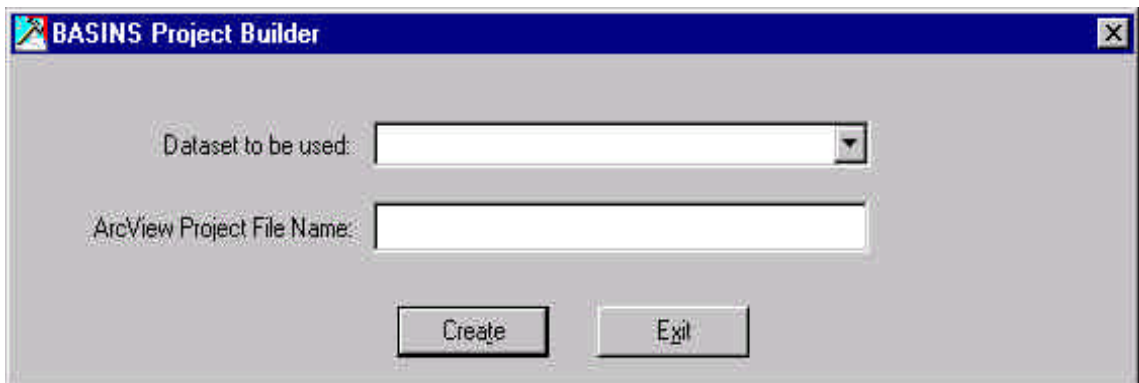 BASINS Project Builder
Dataset to be used:
ArcView Project File Name:
Create Exit